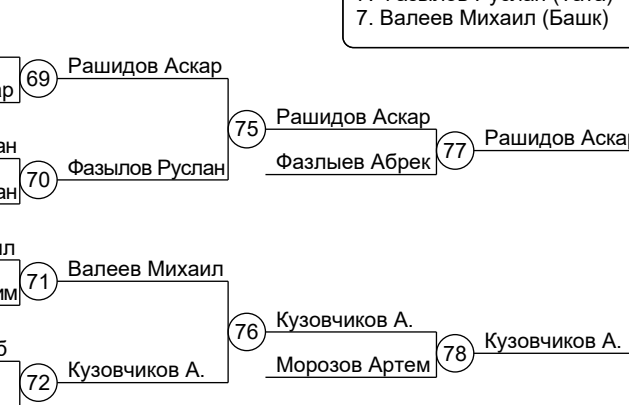 7. Валеев Михаил (Башк)
69 Рашидов Аскар
75 Рашидов Аскар
77 Рашидов Аскар
Фазлыев Абрек
70 Фазылов Руслан
71 Валеев Михаил
76 Кузовчиков А.
78 Кузовчиков А.
Морозов Артем
72 Кузовчиков А.